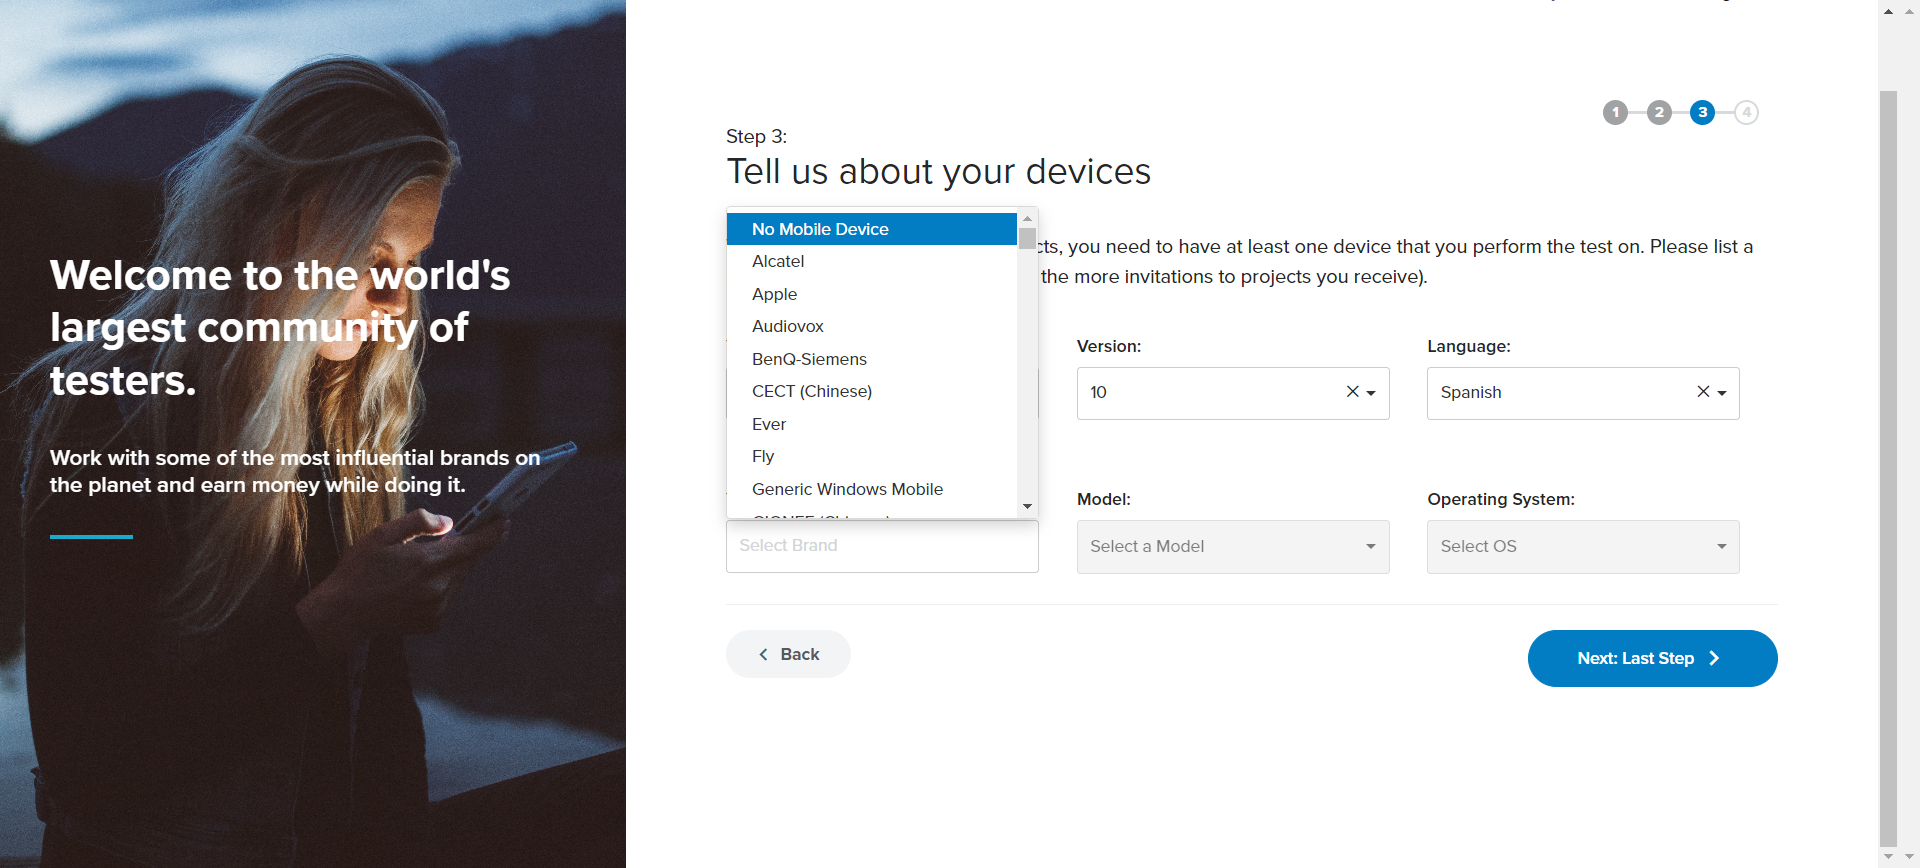 Welcome to the world's
largest community of
testers.
Work with some of the most influential brands on
the planet and earn money while doing it.
1 2 3 4
Step 3:
Tell us about your devices
No Mobile Device
Alcatel
Apple
Audiovox
BenQ-Siemens
CECT (Chinese)
Ever
Fly
Generic Windows Mobile
cts, you need to have at least one device that you perform the test on. Please list a
the more invitations to projects you receive).
Version:
10
Language:
Spanish
Select Brand
Model:
Select a Model
Operating System:
Select OS
Back
Next: Last Step